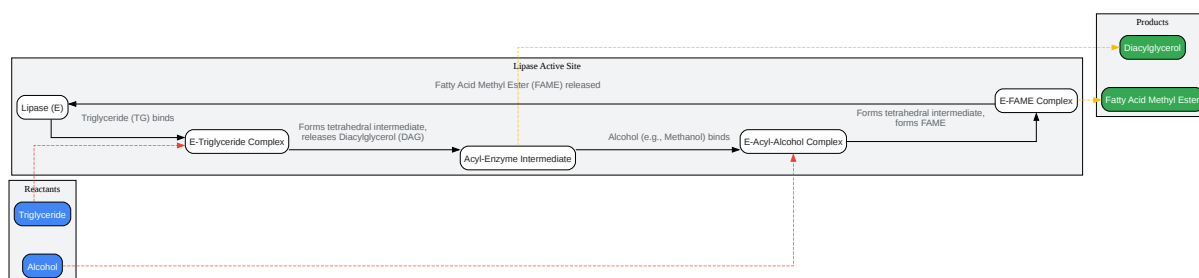 Products
Diacylglycerol
Lipase Active Site
Fatty Acid Methyl Ester (FAME) released
Lipase (E)
E-FAME Complex
Fatty Acid Methyl Ester
Triglyceride (TG) binds
Forms tetrahedral intermediate,
forms FAME
Forms tetrahedral intermediate,
releases Diacylglycerol (DAG)
Alcohol (e.g., Methanol) binds
E-Triglyceride Complex
E-Acyl-Alcohol Complex
Acyl-Enzyme Intermediate
Reactants
Triglyceride
Alcohol